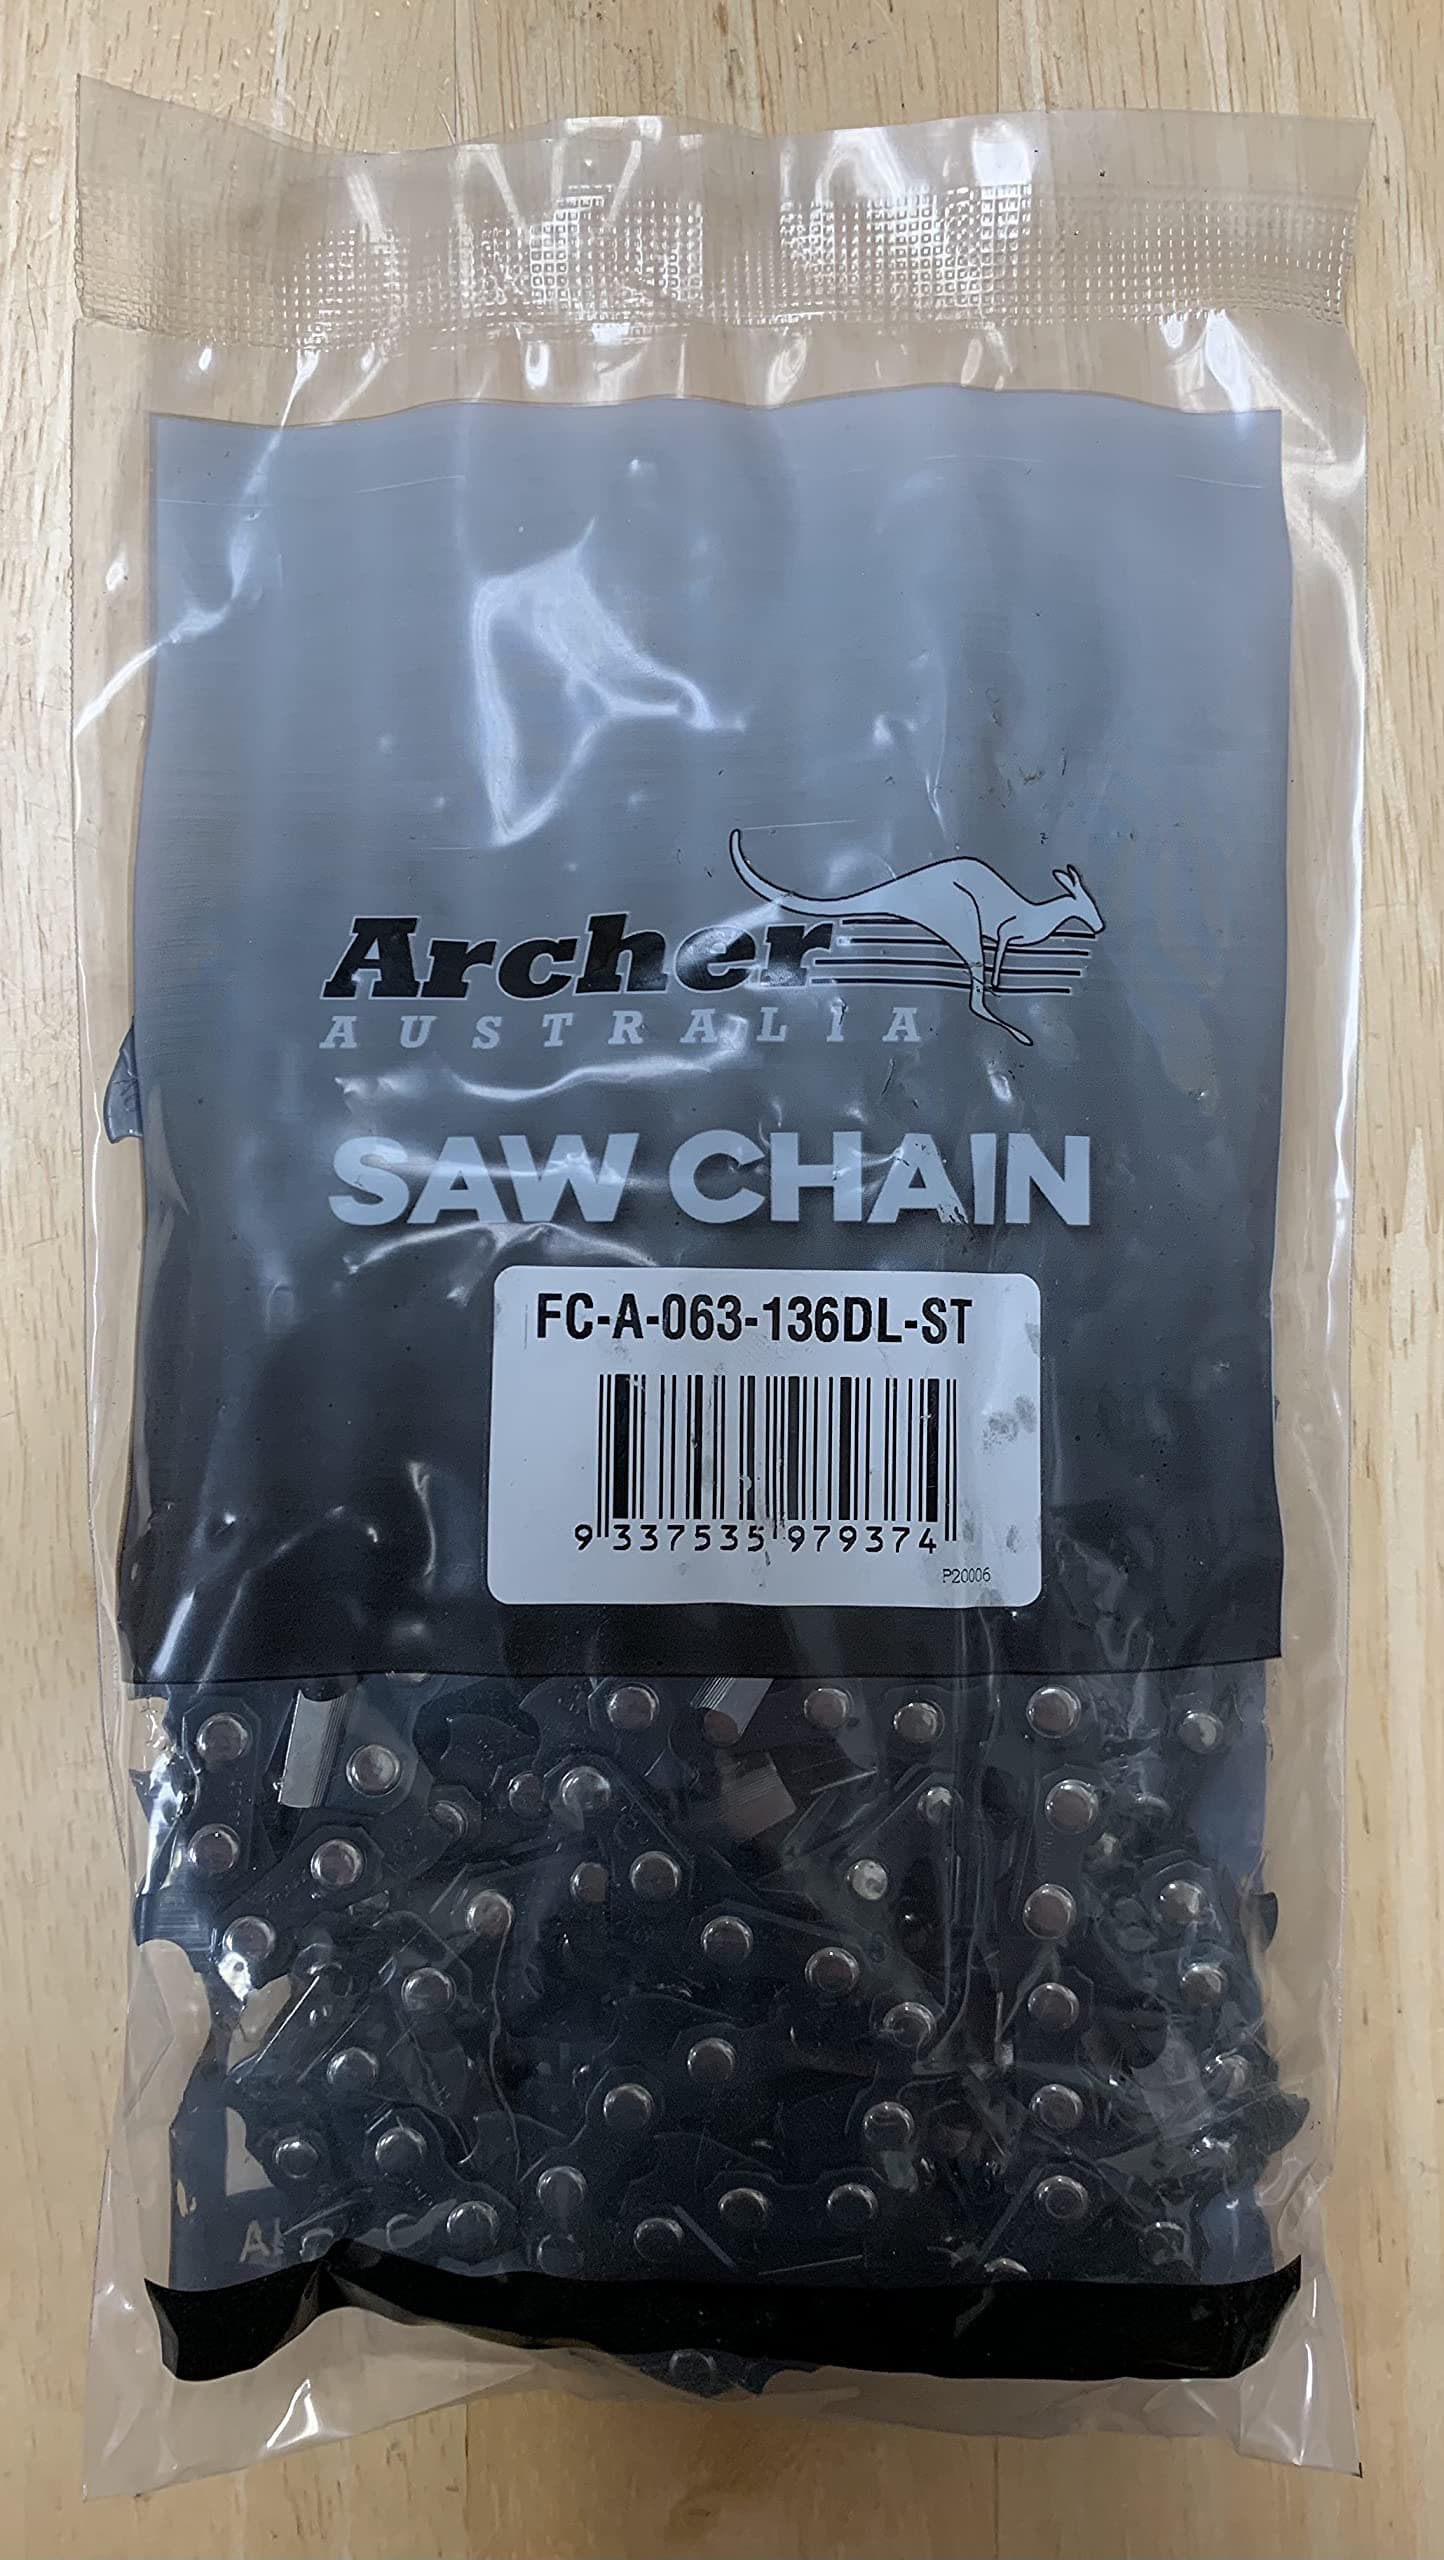 Archer
AUSTRALIA
SAW CHAIN
FC-A-063-136DL-ST
9 337535 979374
P20006